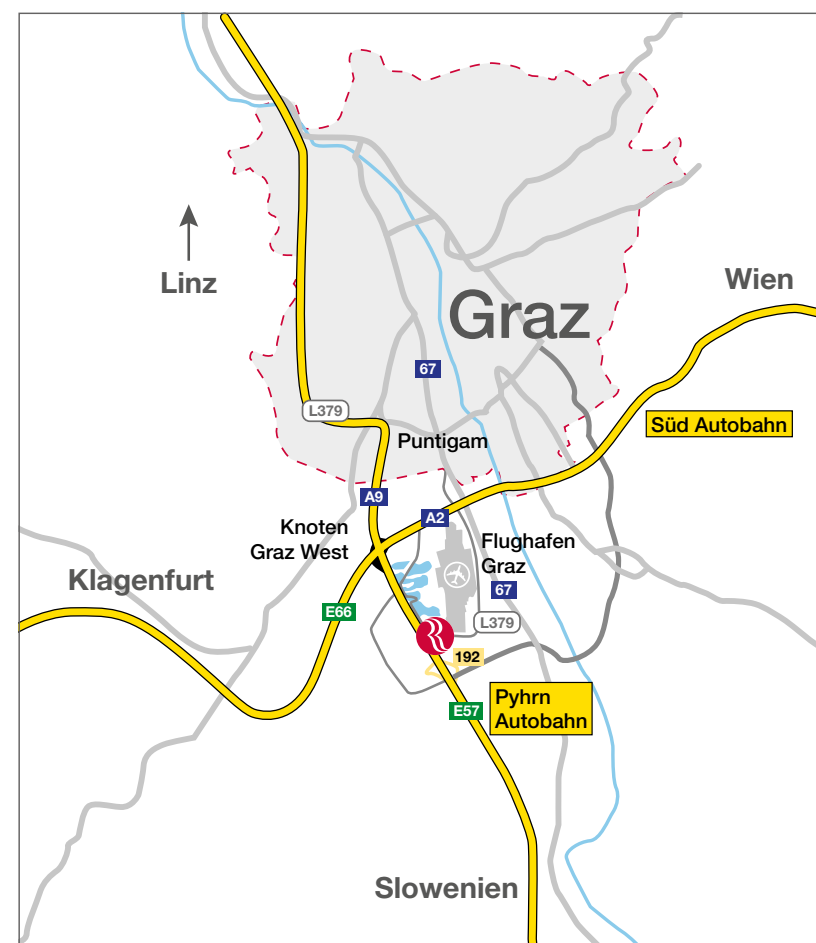 Linz
Wien
Graz
67
L379
Süd Autobahn
Puntigam
A9
A2
Knoten
Graz West
Flughafen
Graz
Klagenfurt
67
E66
L379
192
Pyhrn
Autobahn
E57
Slowenien